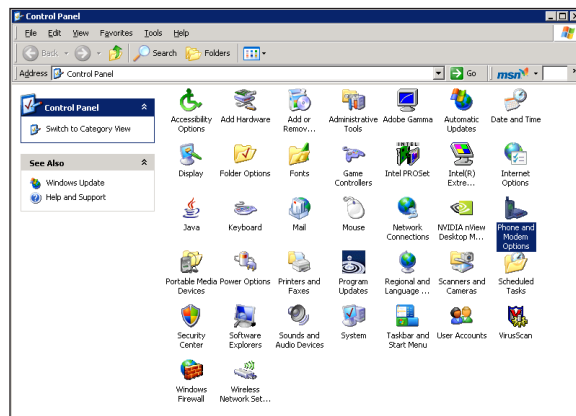 Control Panel
File Edit View Favorites Tools Help
Back Search Folders
Address Control Panel Go msn
Control Panel
Switch to Category View
See Also
Windows Update
Help and Support
Accessibility Options
Add Hardware
Add or Remov...
Administrative Tools
Adobe Gamma
Automatic Updates
Date and Time
Display
Folder Options
Fonts
Game Controllers
Intel PROSet
Intel(R) Extre...
Internet Options
Java
Keyboard
Mail
Mouse
Network Connections
NVIDIA nView Desktop M...
Phone and Modem Options
Portable Media Devices
Power Options
Printers and Faxes
Program Updates
Regional and Language ...
Scanners and Cameras
Scheduled Tasks
Security Center
Software Explorers
Sounds and Audio Devices
System
Taskbar and Start Menu
User Accounts
VirusScan
Windows Firewall
Wireless Network Set...